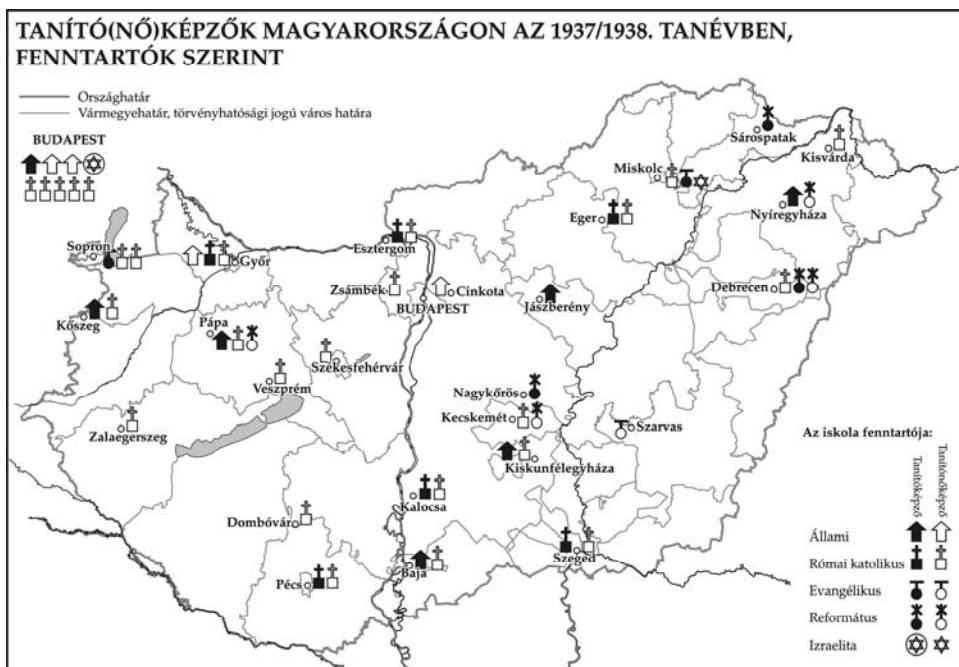 TANÍTÓ(NŐ)KÉPZŐK MAGYARORSZÁGON AZ 1937/1938. TANÉVBEN,
FENNTARTÓK SZERINT
Országhatár
Vármegyehatár, törvényhatósági jogú város határa
BUDAPEST
Sárospatak
Kisvárda
Miskolc
Nyíregyháza
Eger
Esztergom
Sopron
Győr
Zsámbék
Cinkota
BUDAPEST
Jászberény
Debrecen
Kőszeg
Pápa
Székesfehérvár
Veszprém
Nagykőrös
Kecskemét
Szarvas
Zalaegerszeg
Kiskunfélegyháza
Kalocsa
Dombóvár
Szeged
Baja
Pécs
Az iskola fenntartója:
Tanítóképző
Tanítónőképző
Állami
Római katolikus
Evangélikus
Református
Izraelita